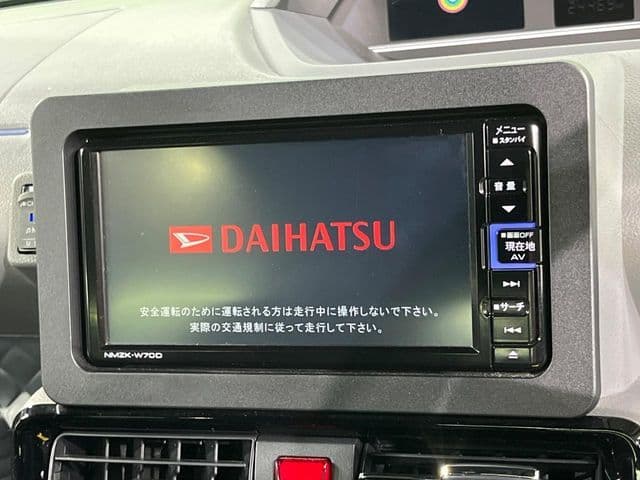 メニュー
■スタンバイ
音量
■画面OFF
現在地
AV
■サーチ
DAIHATSU
安全運転のために運転される方は走行中に操作しないで下さい。
実際の交通規制に従って走行して下さい。
NMZK-W70D